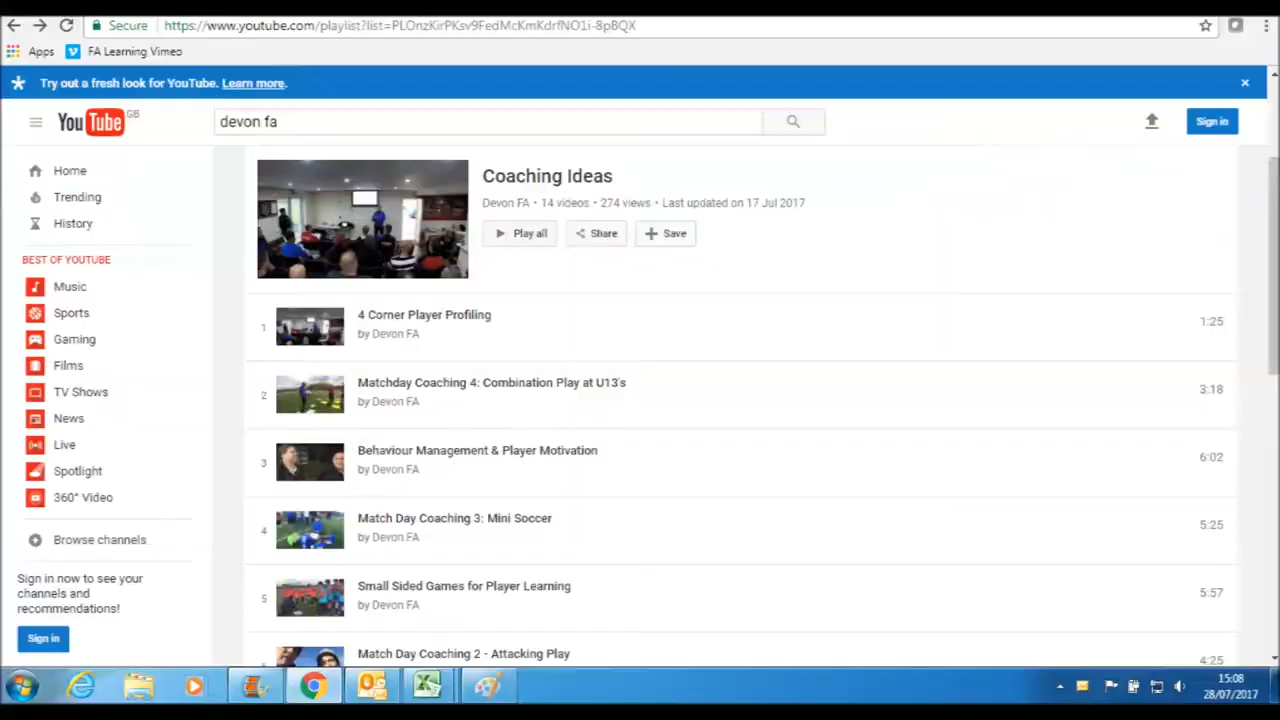 Secure https://www.youtube.com/playlist?list=PLOnzKirPKsv9FedMcKmKdrfNO1i-8pBQX
Apps FA Learning Vimeo
Try out a fresh look for YouTube. Learn more.
YouTube GB
devon fa
Sign in
Home
Trending
History
BEST OF YOUTUBE
Music
Sports
Gaming
Films
TV Shows
News
Live
Spotlight
360° Video
Browse channels
Sign in now to see your
channels and
recommendations!
Sign in
Coaching Ideas
Devon FA • 14 videos • 274 views • Last updated on 17 Jul 2017
Play all Share Save
1 4 Corner Player Profiling 1:25
by Devon FA
2 Matchday Coaching 4: Combination Play at U13's 3:18
by Devon FA
3 Behaviour Management & Player Motivation 6:02
by Devon FA
4 Match Day Coaching 3: Mini Soccer 5:25
by Devon FA
5 Small Sided Games for Player Learning 5:57
by Devon FA
Match Day Coaching 2 - Attacking Play 4:25
15:08
28/07/2017